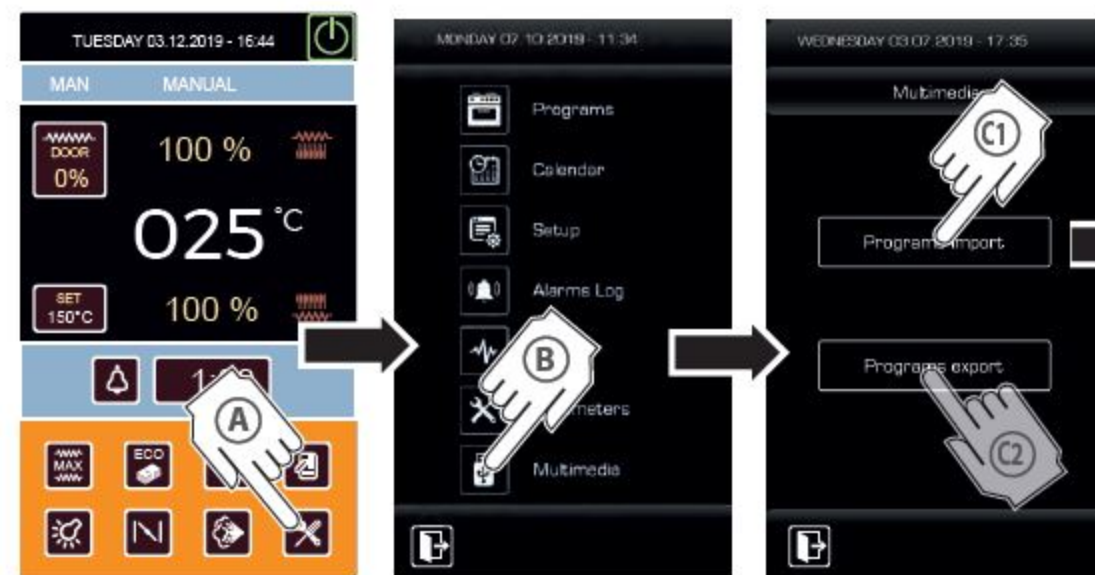 TUESDAY 03.12.2019 - 16:44
MAN MANUAL
DOOR
0%
100 %
025 °C
SET
150°C
100 %
A
MAX
ECO
MONDAY 07.10.2019 - 11:34
Programs
Calendar
Setup
Alarms Log
B
Multimedia
WEDNESDAY 03.07.2019 - 17:35
Multimedia
C1
Programs import
Programs export
C2